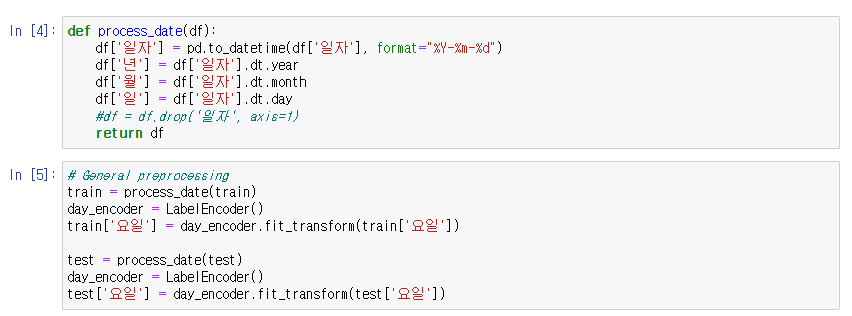 In [4]: def process_date(df):
    df['일자'] = pd.to_datetime(df['일자'], format="%Y-%m-%d")
    df['년'] = df['일자'].dt.year
    df['월'] = df['일자'].dt.month
    df['일'] = df['일자'].dt.day
    #df = df.drop('일자', axis=1)
    return df
In [5]: # General preprocessing
train = process_date(train)
day_encoder = LabelEncoder()
train['요일'] = day_encoder.fit_transform(train['요일'])

test = process_date(test)
day_encoder = LabelEncoder()
test['요일'] = day_encoder.fit_transform(test['요일'])